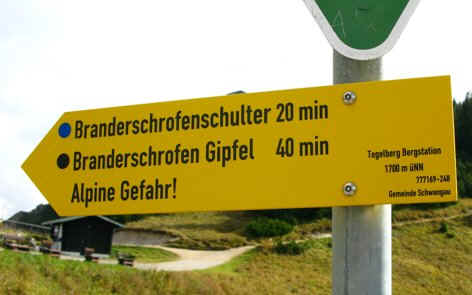 Branderschrofenschulter 20 min
Branderschrofen Gipfel 40 min
Alpine Gefahr!
Tegelberg Bergstation
1700 m üNN
777169-248
Gemeinde Schwangau